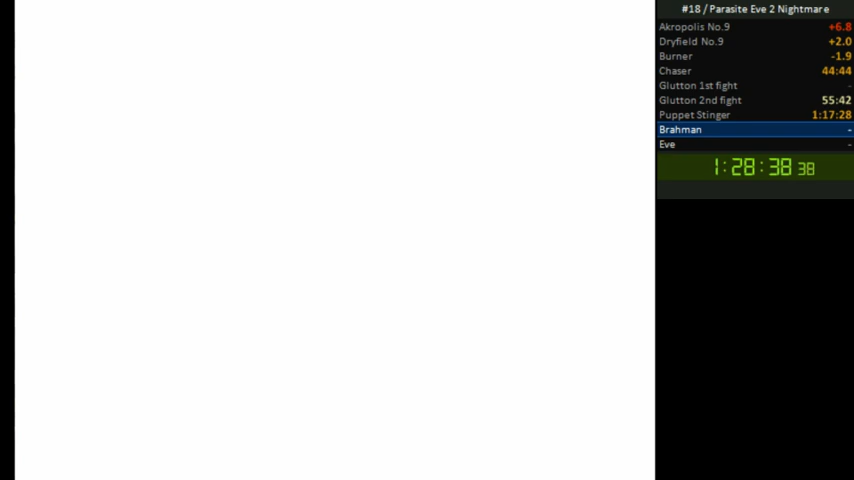 #18 / Parasite Eve 2 Nightmare
Akropolis No.9 +6.8
Dryfield No.9 +2.0
Burner -1.9
Chaser 44:44
Glutton 1st fight -
Glutton 2nd fight 55:42
Puppet Stinger 1:17:28
Brahman -
Eve -
1:28:38 38